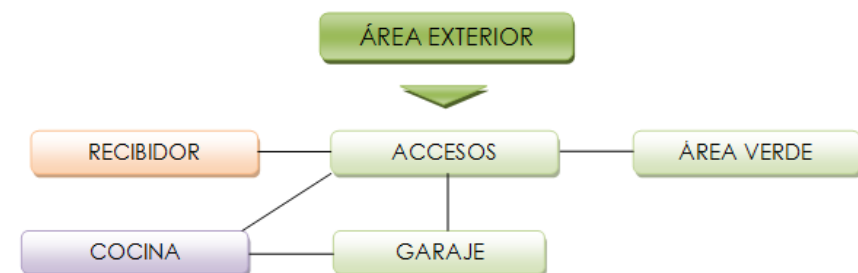 ÁREA EXTERIOR
RECIBIDOR
ACCESOS
ÁREA VERDE
COCINA
GARAJE